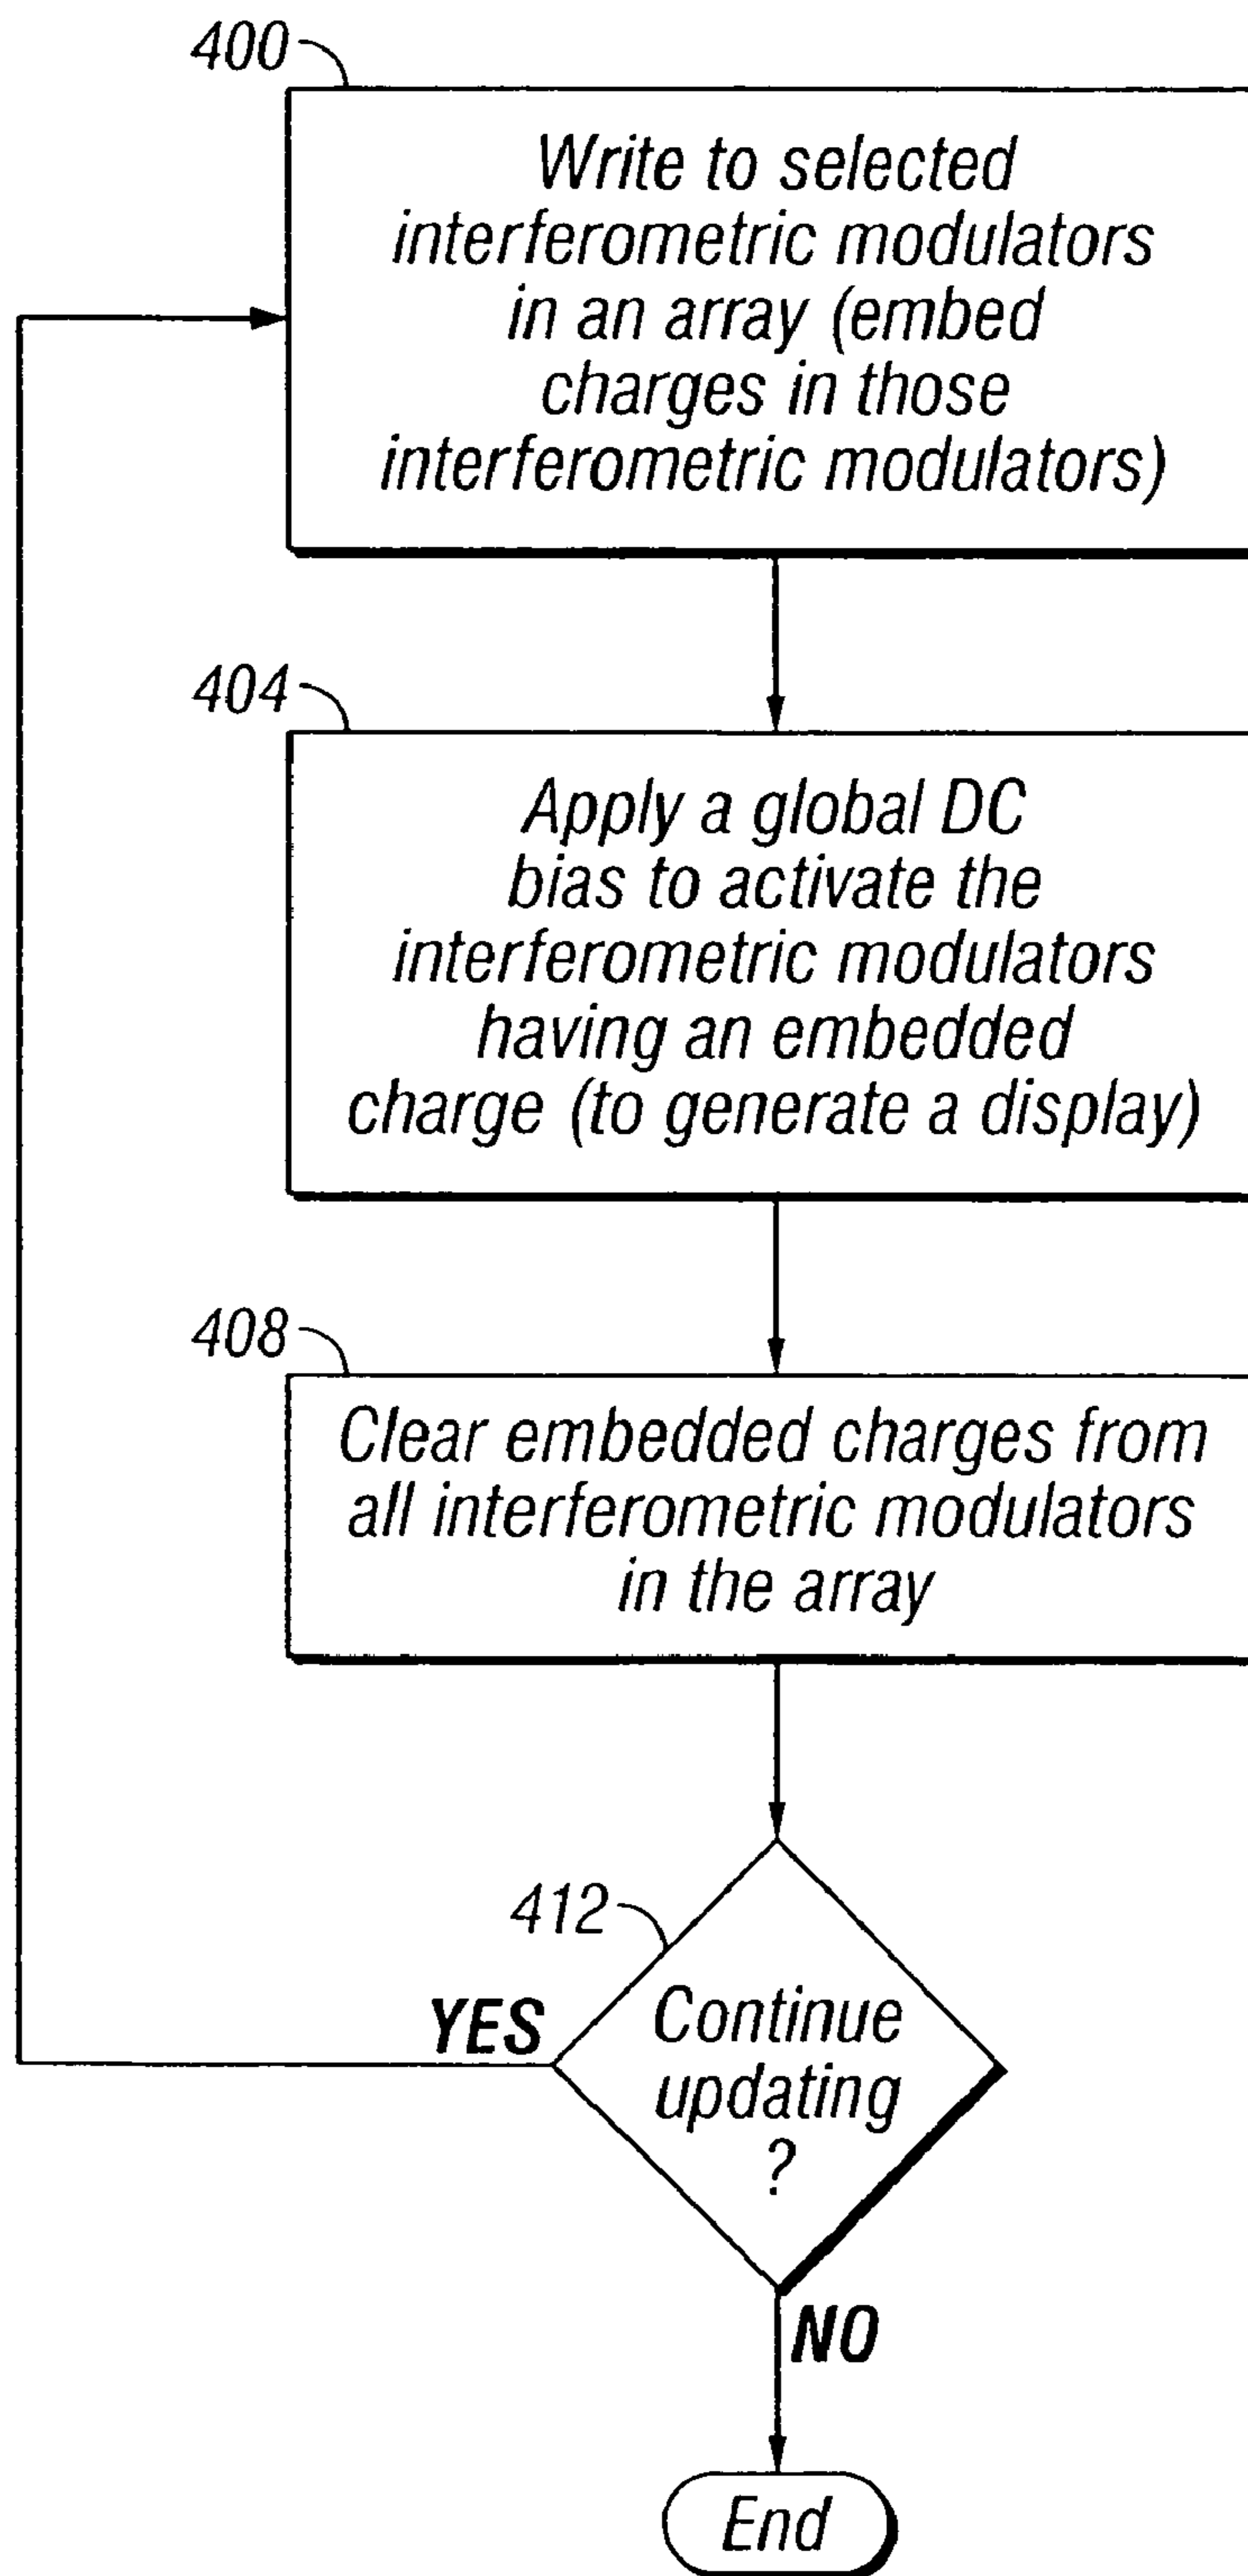 400
Write to selected
interferometric modulators
in an array (embed
charges in those
interferometric modulators)
404
Apply a global DC
bias to activate the
interferometric modulators
having an embedded
charge (to generate a display)
408
Clear embedded charges from
all interferometric modulators
in the array
412
YES
Continue
updating
?
NO
End